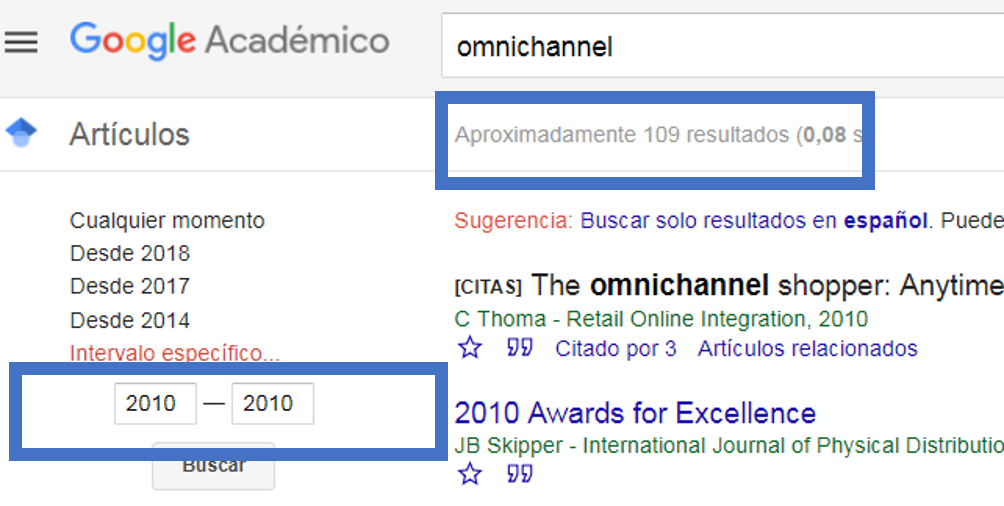 Google Académico
omnichannel
Artículos
Aproximadamente 109 resultados (0,08 s
Cualquier momento
Desde 2018
Desde 2017
Desde 2014
Intervalo específico...
2010 — 2010
Buscar
Sugerencia: Buscar solo resultados en español. Puede
[CITAS] The omnichannel shopper: Anytime
C Thoma - Retail Online Integration, 2010
Citado por 3 Artículos relacionados
2010 Awards for Excellence
JB Skipper - International Journal of Physical Distributio